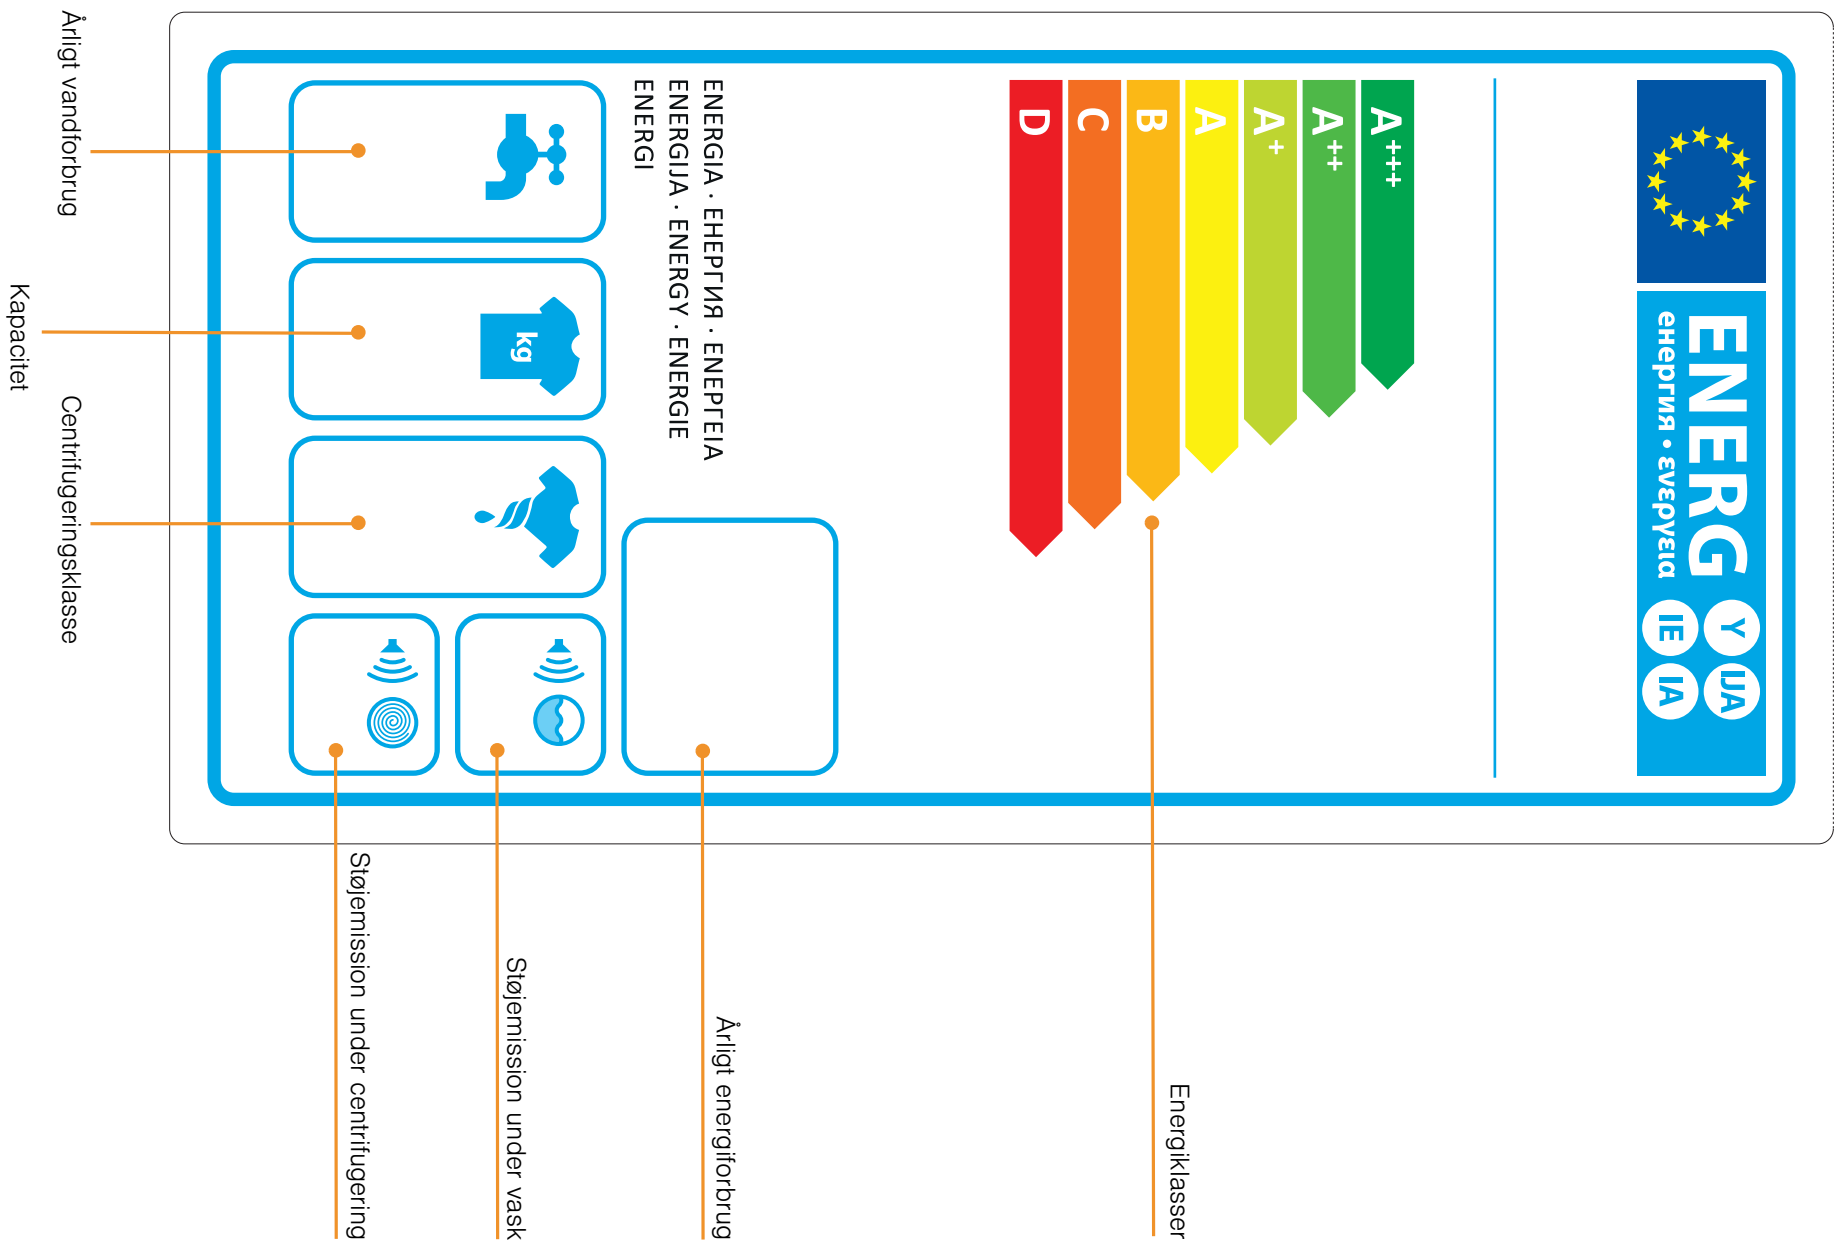 ENERG
енергия · ενεργεια
Y
IJA
IE
IA
A+++
A++
A+
A
B
C
D
Energiklasser
ENERGIA · ЕНЕРГИЯ · ΕΝΕΡΓΕΙΑ
ENERGIJA · ENERGY · ENERGIE
ENERGI
Årligt energiforbrug
kg
Støjemission under vask
Støjemission under centrifugering
Årligt vandforbrug
Kapacitet
Centrifugeringsklasse